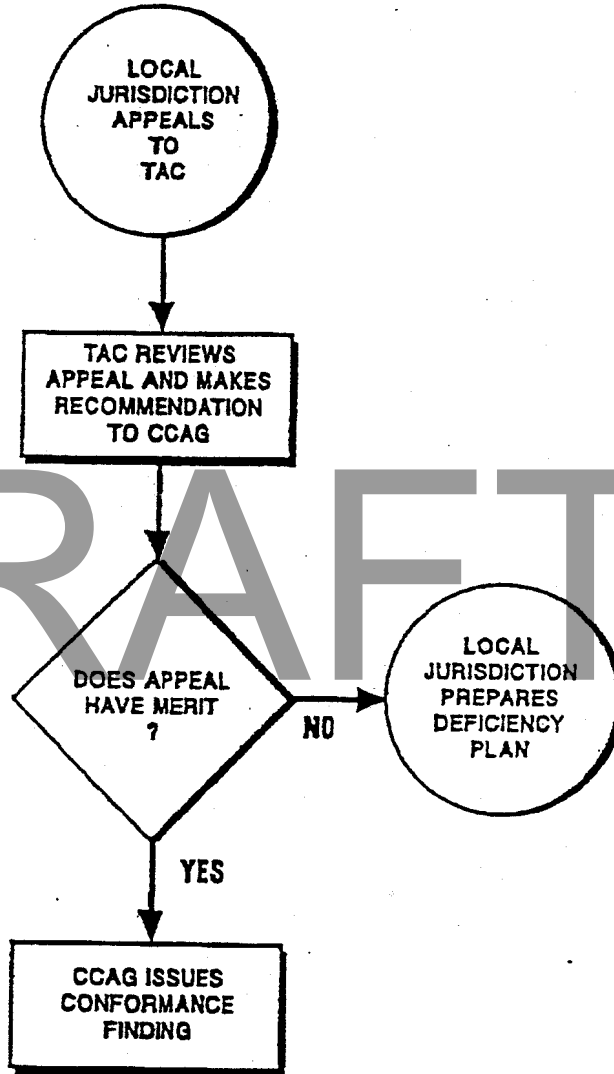 LOCAL
JURISDICTION
APPEALS
TO
TAC
TAC REVIEWS
APPEAL AND MAKES
RECOMMENDATION
TO CCAG
DOES APPEAL
HAVE MERIT
?
NO
LOCAL
JURISDICTION
PREPARES
DEFICIENCY
PLAN
YES
CCAG ISSUES
CONFORMANCE
FINDING
RAFT